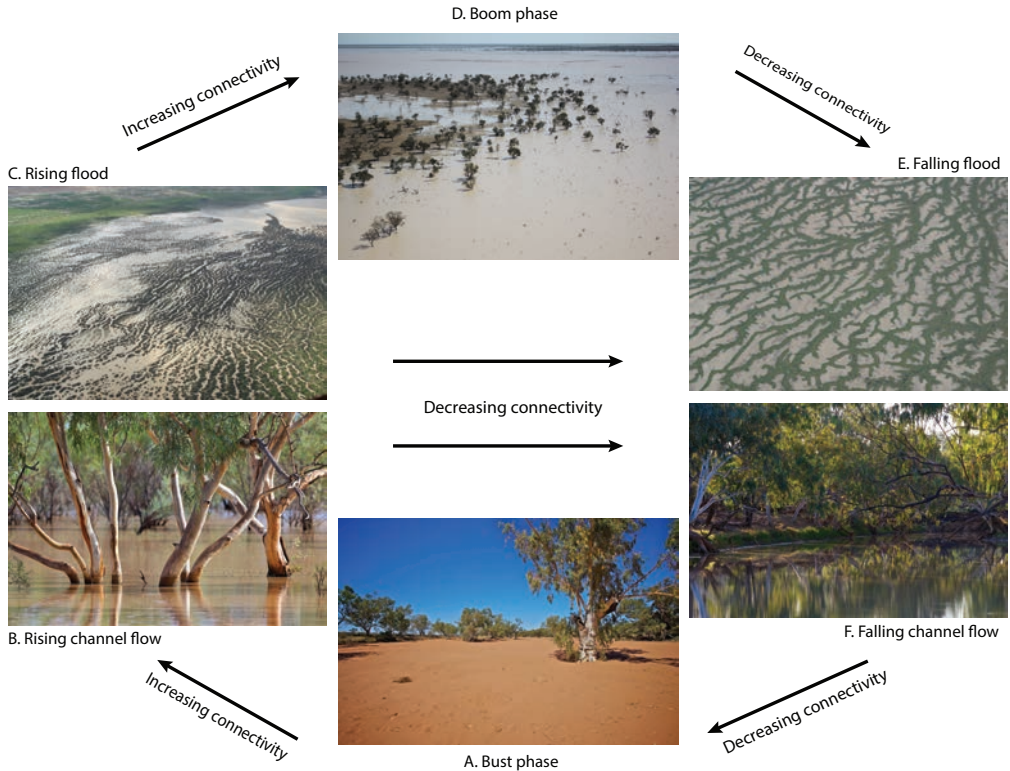 D. Boom phase
Increasing connectivity
Decreasing connectivity
C. Rising flood
E. Falling flood
Decreasing connectivity
B. Rising channel flow
F. Falling channel flow
Increasing connectivity
Decreasing connectivity
A. Bust phase